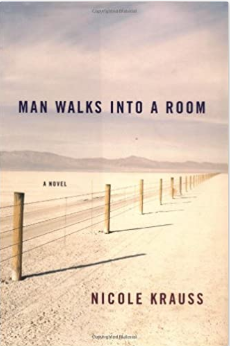 MAN WALKS INTO A ROOM
A NOVEL
NICOLE KRAUSS